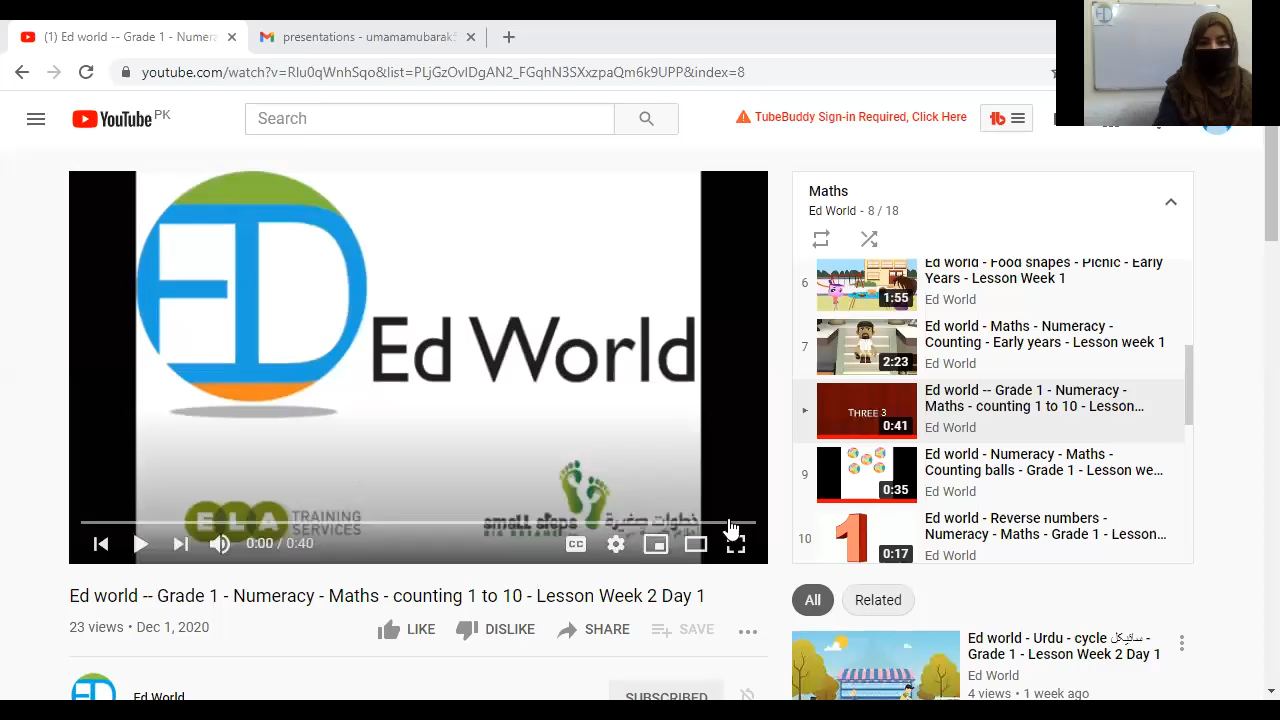 (1) Ed world -- Grade 1 - Numera
presentations - umamamubarak
youtube.com/watch?v=Rlu0qWnhzqo&list=PLjGzOvIDgAN2_FGqhN3SXxzpaQm6k9UPP&index=8
YouTube PK
Search
TubeBuddy Sign-in Required, Click Here
tb
ED Ed World
ELA TRAINING SERVICES
small steps خطوات صغيرة
0:00 / 0:40
CC
Ed world -- Grade 1 - Numeracy - Maths - counting 1 to 10 - Lesson Week 2 Day 1
23 views • Dec 1, 2020
LIKE DISLIKE SHARE SAVE
Ed World
SUBSCRIBED
Maths
Ed World - 8 / 18
6
1:55
Ed world - Food shapes - Picnic - Early
Years - Lesson Week 1
Ed World
7
2:23
Ed world - Maths - Numeracy -
Counting - Early years - Lesson week 1
Ed World
THREE 3
0:41
Ed world -- Grade 1 - Numeracy -
Maths - counting 1 to 10 - Lesson...
Ed World
9
0:35
Ed world - Numeracy - Maths -
Counting balls - Grade 1 - Lesson we...
Ed World
10
1
0:17
Ed world - Reverse numbers -
Numeracy - Maths - Grade 1 - Lesson...
Ed World
All
Related
Ed world - Urdu - cycle سائیکل -
Grade 1 - Lesson Week 2 Day 1
Ed World
4 views • 1 week ago